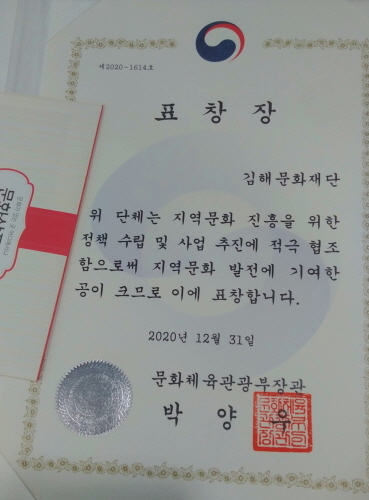 제2020-1614호
표 창 장
김해문화재단
위 단체는 지역문화 진흥을 위한
정책 수립 및 사업 추진에 적극 협조
함으로써 지역문화 발전에 기여한
공이 크므로 이에 표창합니다.
2020년 12월 31일
문화체육관광부장관
박 양 우